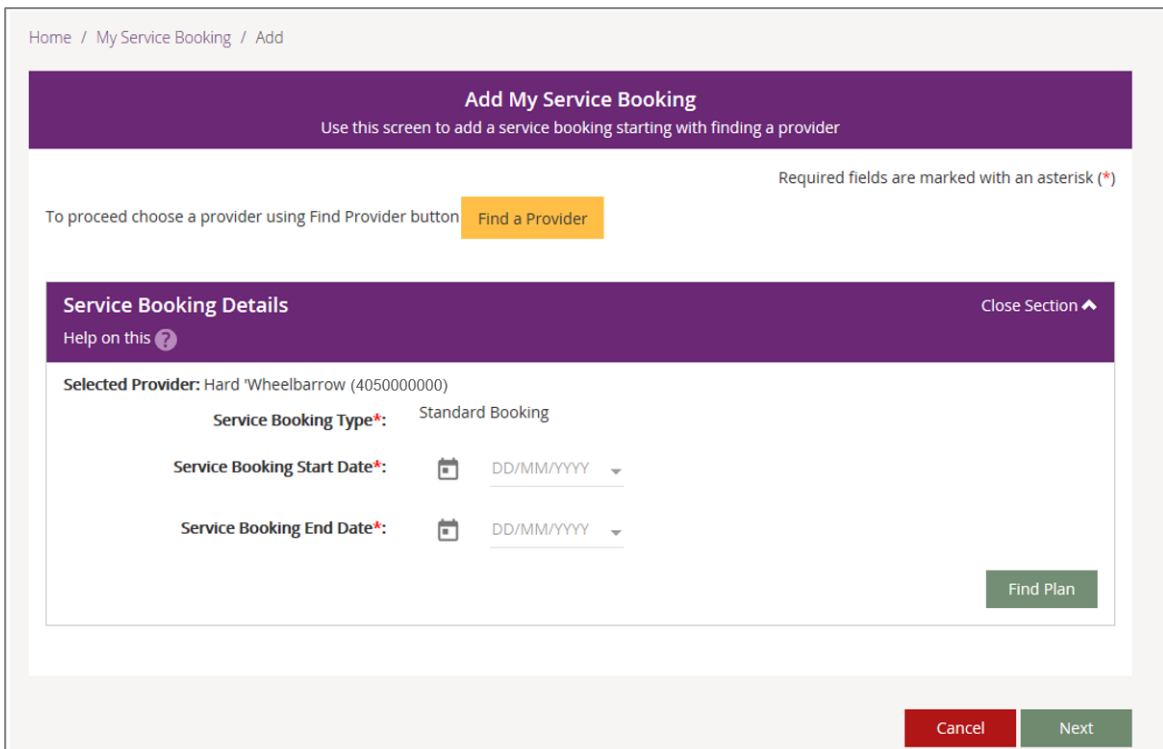 Home / My Service Booking / Add
Add My Service Booking
Use this screen to add a service booking starting with finding a provider
Required fields are marked with an asterisk (*)
To proceed choose a provider using Find Provider button Find a Provider
Service Booking Details
Close Section
Help on this ?
Selected Provider: Hard 'Wheelbarrow (4050000000)
Service Booking Type*: Standard Booking
Service Booking Start Date*: DD/MM/YYYY
Service Booking End Date*: DD/MM/YYYY
Find Plan
Cancel Next